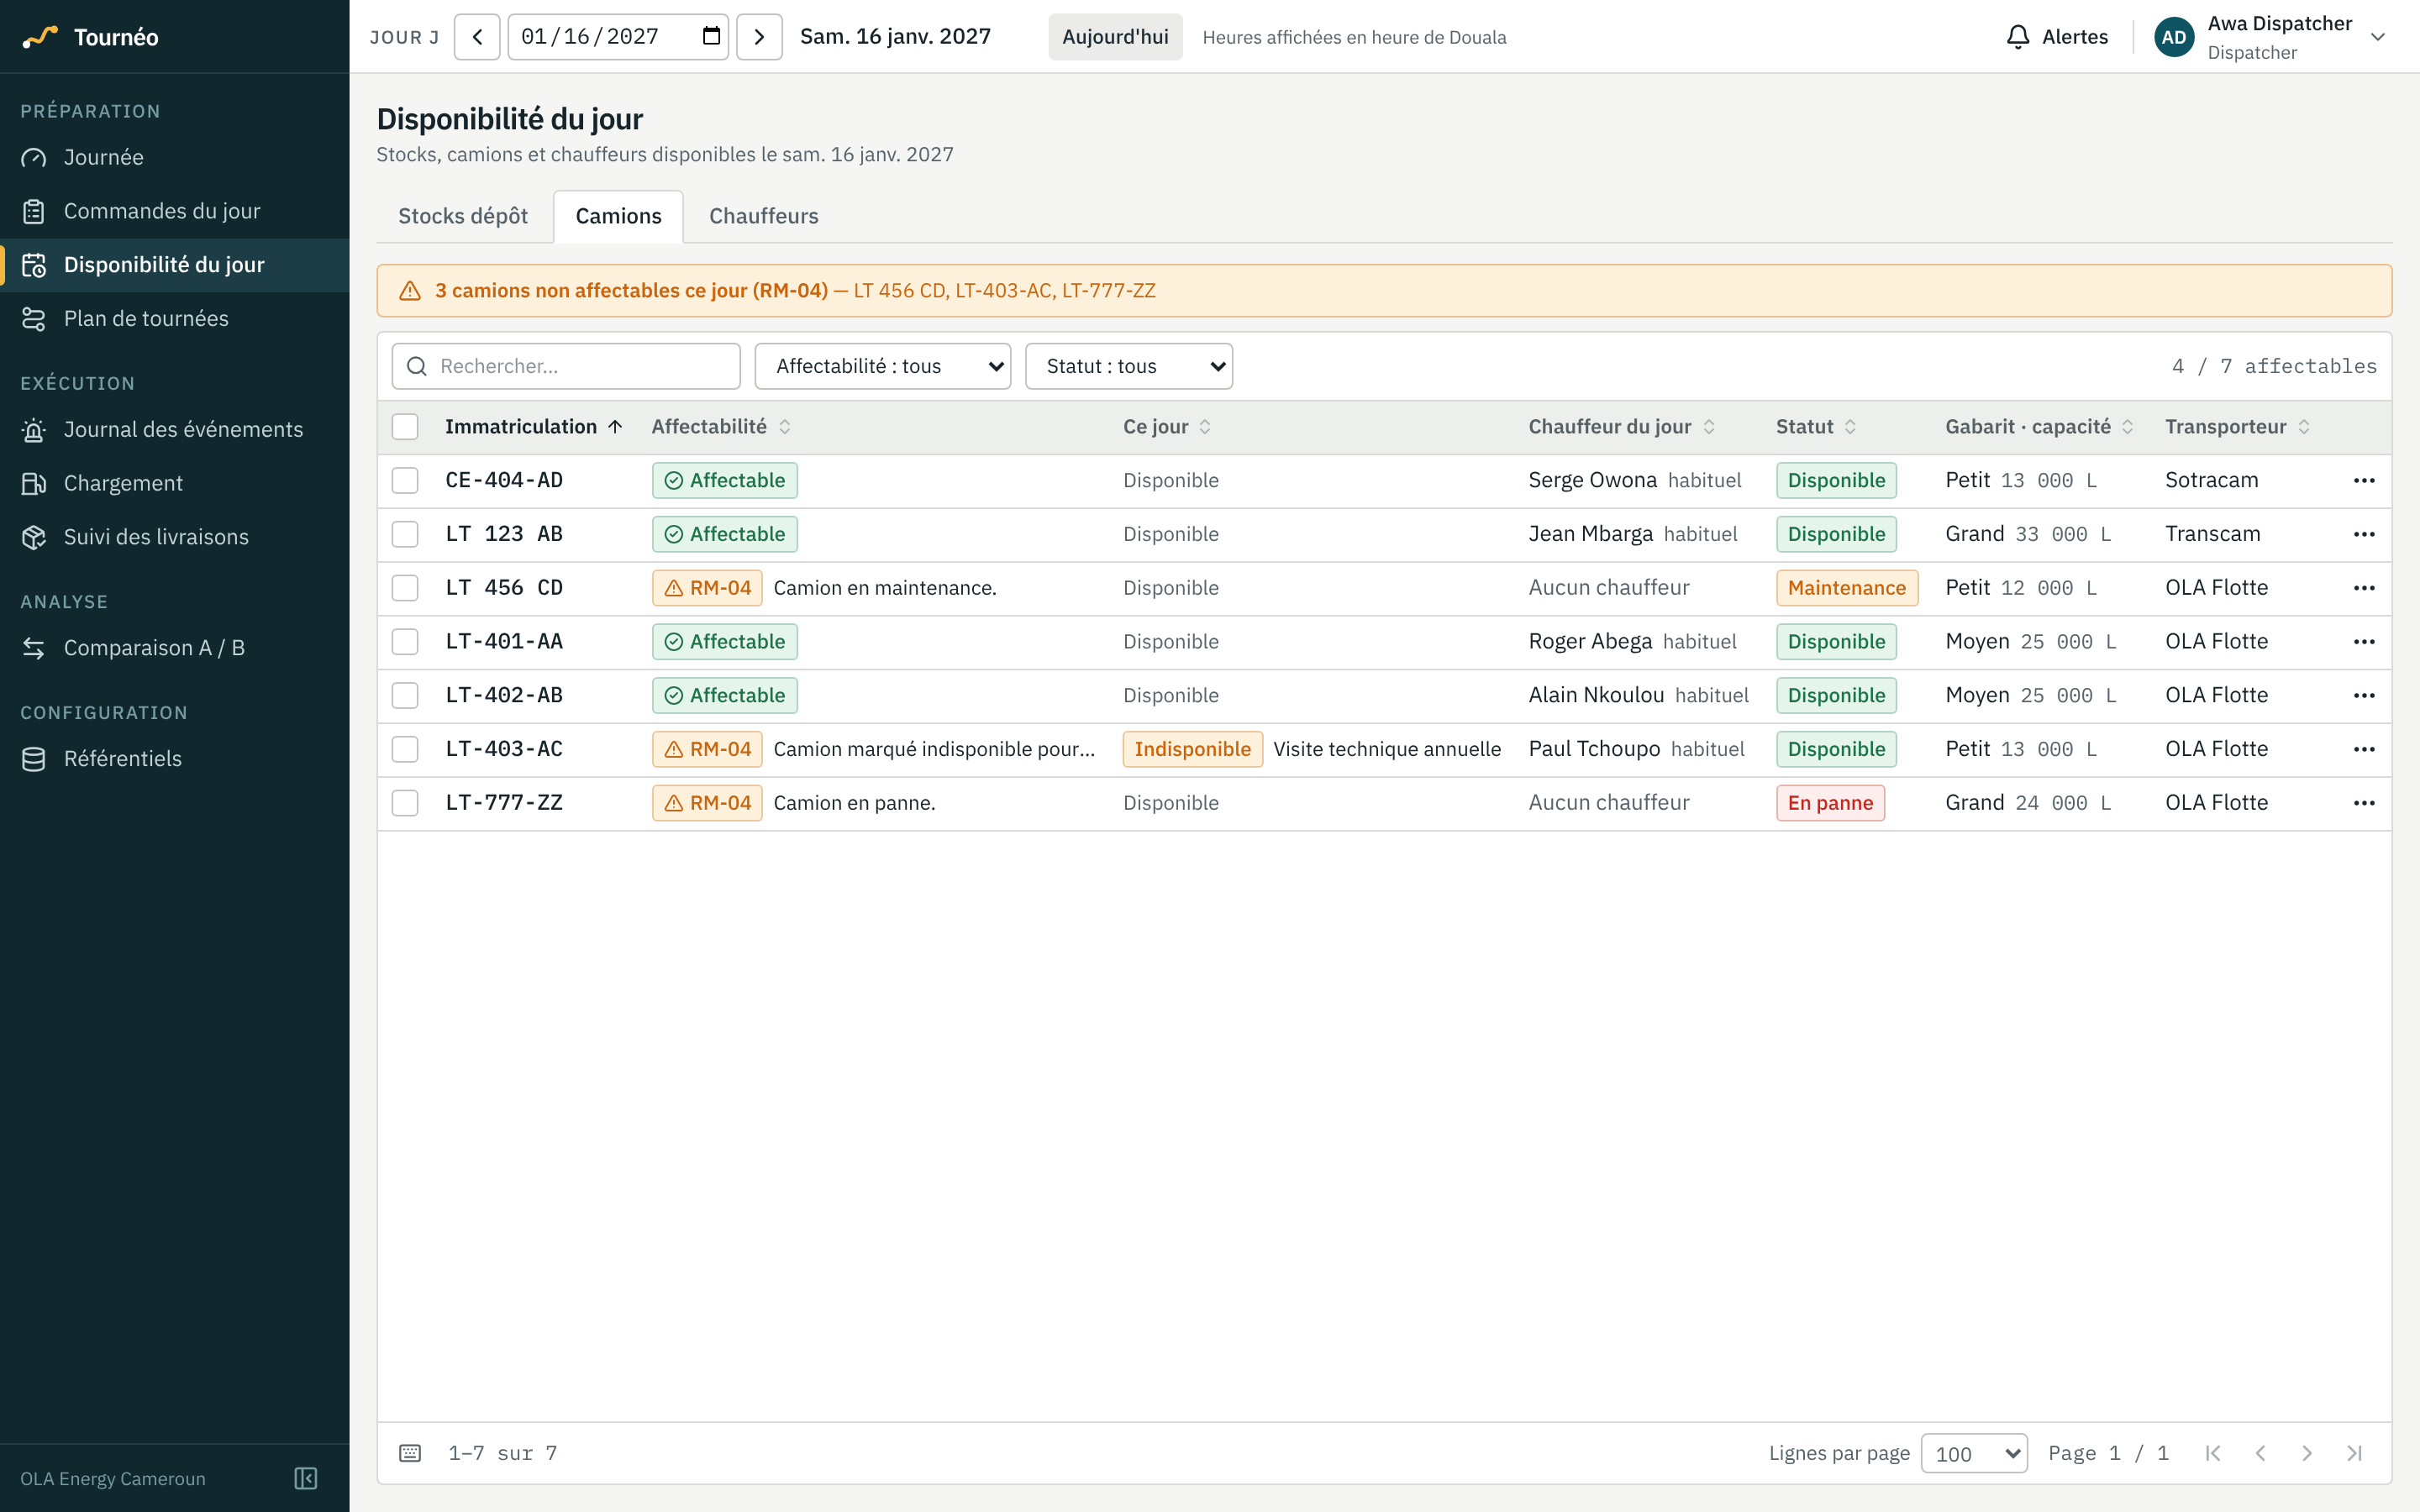 Tournéo
JOUR J
01/16/2027
Sam. 16 janv. 2027
Aujourd'hui
Heures affichées en heure de Douala
Alertes
AD
Awa Dispatcher
Dispatcher
PRÉPARATION
Journée
Commandes du jour
Disponibilité du jour
Plan de tournées
EXÉCUTION
Journal des événements
Chargement
Suivi des livraisons
ANALYSE
Comparaison A / B
CONFIGURATION
Référentiels
OLA Energy Cameroun
Disponibilité du jour
Stocks, camions et chauffeurs disponibles le sam. 16 janv. 2027
Stocks dépôt Camions Chauffeurs
3 camions non affectables ce jour (RM-04) — LT 456 CD, LT-403-AC, LT-777-ZZ
Rechercher... Affectabilité : tous Statut : tous 4 / 7 affectables
Immatriculation Affectabilité Ce jour Chauffeur du jour Statut Gabarit · capacité Transporteur
CE-404-AD Affectable Disponible Serge Owona habituel Disponible Petit 13 000 L Sotracam
LT 123 AB Affectable Disponible Jean Mbarga habituel Disponible Grand 33 000 L Transcam
LT 456 CD RM-04 Camion en maintenance. Disponible Aucun chauffeur Maintenance Petit 12 000 L OLA Flotte
LT-401-AA Affectable Disponible Roger Abega habituel Disponible Moyen 25 000 L OLA Flotte
LT-402-AB Affectable Disponible Alain Nkoulou habituel Disponible Moyen 25 000 L OLA Flotte
LT-403-AC RM-04 Camion marqué indisponible pour... Indisponible Visite technique annuelle Paul Tchoupo habituel Disponible Petit 13 000 L OLA Flotte
LT-777-ZZ RM-04 Camion en panne. Disponible Aucun chauffeur En panne Grand 24 000 L OLA Flotte
1–7 sur 7 Lignes par page 100 Page 1 / 1